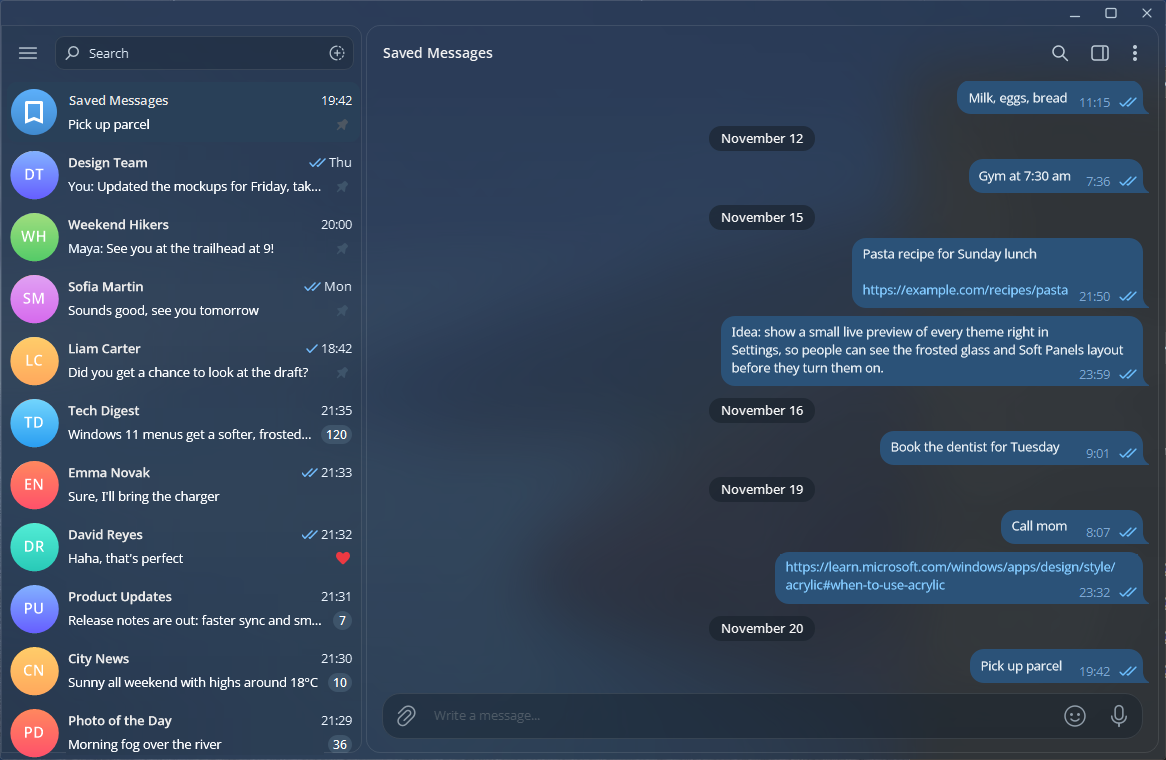 Search
Saved Messages 19:42
Pick up parcel
DT
Design Team Thu
You: Updated the mockups for Friday, tak...
WH
Weekend Hikers 20:00
Maya: See you at the trailhead at 9!
SM
Sofia Martin Mon
Sounds good, see you tomorrow
LC
Liam Carter 18:42
Did you get a chance to look at the draft?
TD
Tech Digest 21:35
Windows 11 menus get a softer, frosted... 120
EN
Emma Novak 21:33
Sure, I'll bring the charger
DR
David Reyes 21:32
Haha, that's perfect
PU
Product Updates 21:31
Release notes are out: faster sync and sm... 7
CN
City News 21:30
Sunny all weekend with highs around 18°C 10
PD
Photo of the Day 21:29
Morning fog over the river 36
Saved Messages
Milk, eggs, bread 11:15
November 12
Gym at 7:30 am 7:36
November 15
Pasta recipe for Sunday lunch
https://example.com/recipes/pasta 21:50
Idea: show a small live preview of every theme right in
Settings, so people can see the frosted glass and Soft Panels layout
before they turn them on. 23:59
November 16
Book the dentist for Tuesday 9:01
November 19
Call mom 8:07
https://learn.microsoft.com/windows/apps/design/style/
acrylic#when-to-use-acrylic
23:32
November 20
Pick up parcel 19:42
Write a message...